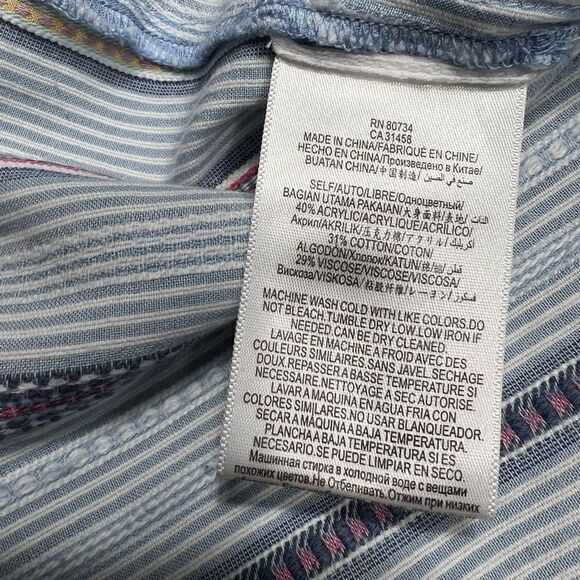 RN 80734
CA 31458
MADE IN CHINA/FABRIQUÉ EN CHINE/
HECHO EN CHINA/Произведено в Китае/
BUATAN CHINA/中国制造/صنع في الصين
SELF/AUTO/LIBRE/Одноцветный/
BAGIAN UTAMA PAKAIAN/大身面料/表地/الذات
40% ACRYLIC/ACRYLIQUE/ACRÍLICO/
Акрил/AKRILIK/压克力棉/アクリル/أكريليك
31% COTTON/COTON/
ALGODÓN/Хлопок/KATUN/棉/綿/قطن
29% VISCOSE/VISCOSE/VISCOSA/
Вискоза/VISKOSA/粘胶纤维/レーヨン/فسكوز
MACHINE WASH COLD WITH LIKE COLORS.DO
NOT BLEACH.TUMBLE DRY LOW.LOW IRON IF
NEEDED.CAN BE DRY CLEANED.
LAVAGE EN MACHINE A FROID AVEC DES
COULEURS SIMILAIRES.SANS JAVEL.SECHAGE
DOUX.REPASSER A BASSE TEMPERATURE SI
NECESSAIRE.NETTOYAGE A SEC AUTORISE.
LAVAR A MAQUINA EN AGUA FRIA CON
COLORES SIMILARES.NO USAR BLANQUEADOR.
SECAR A MÁQUINA A BAJA TEMPERATURA.
PLANCHA A BAJA TEMPERATURA SI ES
NECESARIO.SE PUEDE LIMPIAR EN SECO.
Машинная стирка в холодной воде с вещами
похожих цветов.Не Отбеливать.Отжим при низких